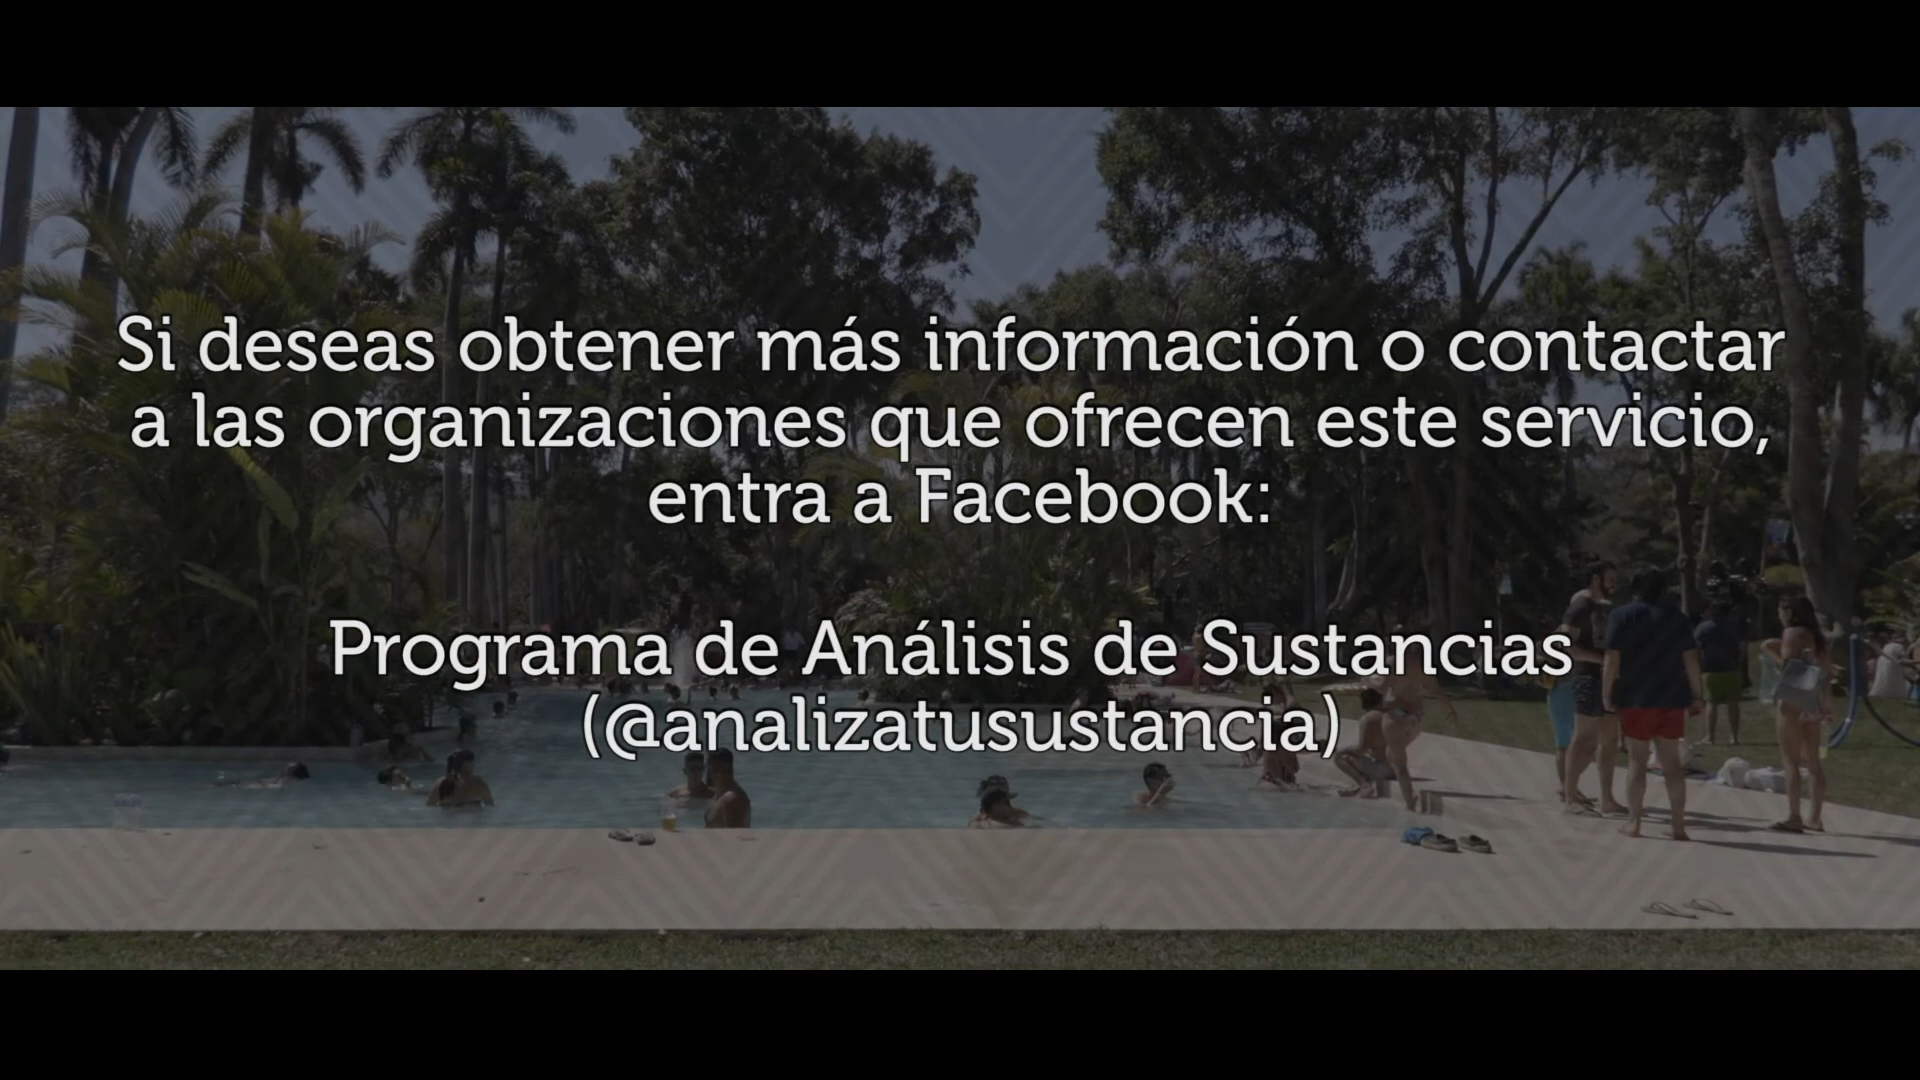 Si deseas obtener más información o contactar
a las organizaciones que ofrecen este servicio,
entra a Facebook:
Programa de Análisis de Sustancias
(@analizatusustancia)